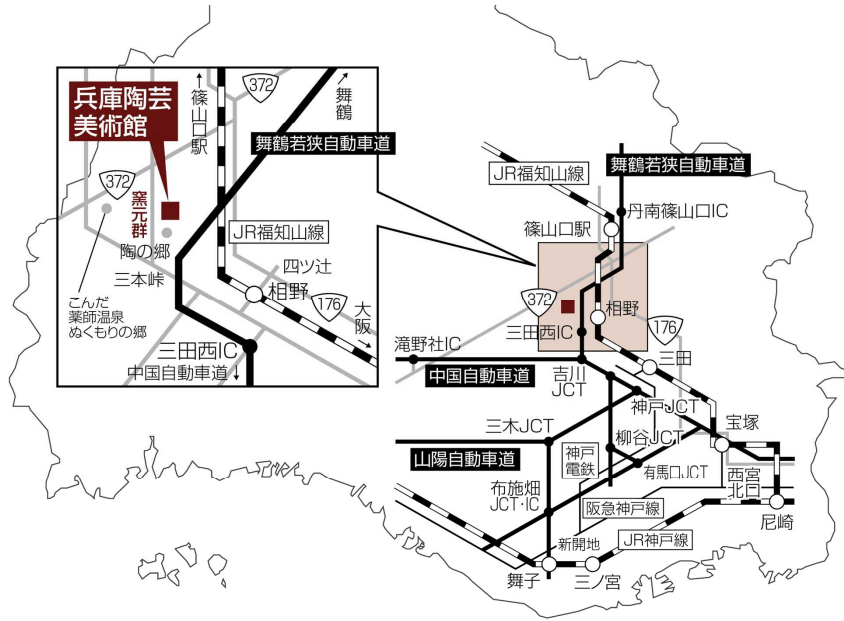 兵庫陶芸
美術館
372
←篠山口駅
372
舞鶴→
舞鶴若狭自動車道
窯元群
陶の郷
三本峠
こんだ
薬師温泉
ぬくもりの郷
JR福知山線
四ツ辻
相野
176
大阪→
三田西IC
中国自動車道↓
JR福知山線
舞鶴若狭自動車道
丹南篠山口IC
篠山口駅
372
相野
三田西IC
176
滝野社IC
中国自動車道
吉川
JCT
三田
神戸JCT
三木JCT
山陽自動車道
神戸
電鉄
柳谷JCT
宝塚
有馬口JCT
西宮
北口
布施畑
JCT・IC
阪急神戸線
尼崎
新開地
JR神戸線
舞子
三ノ宮